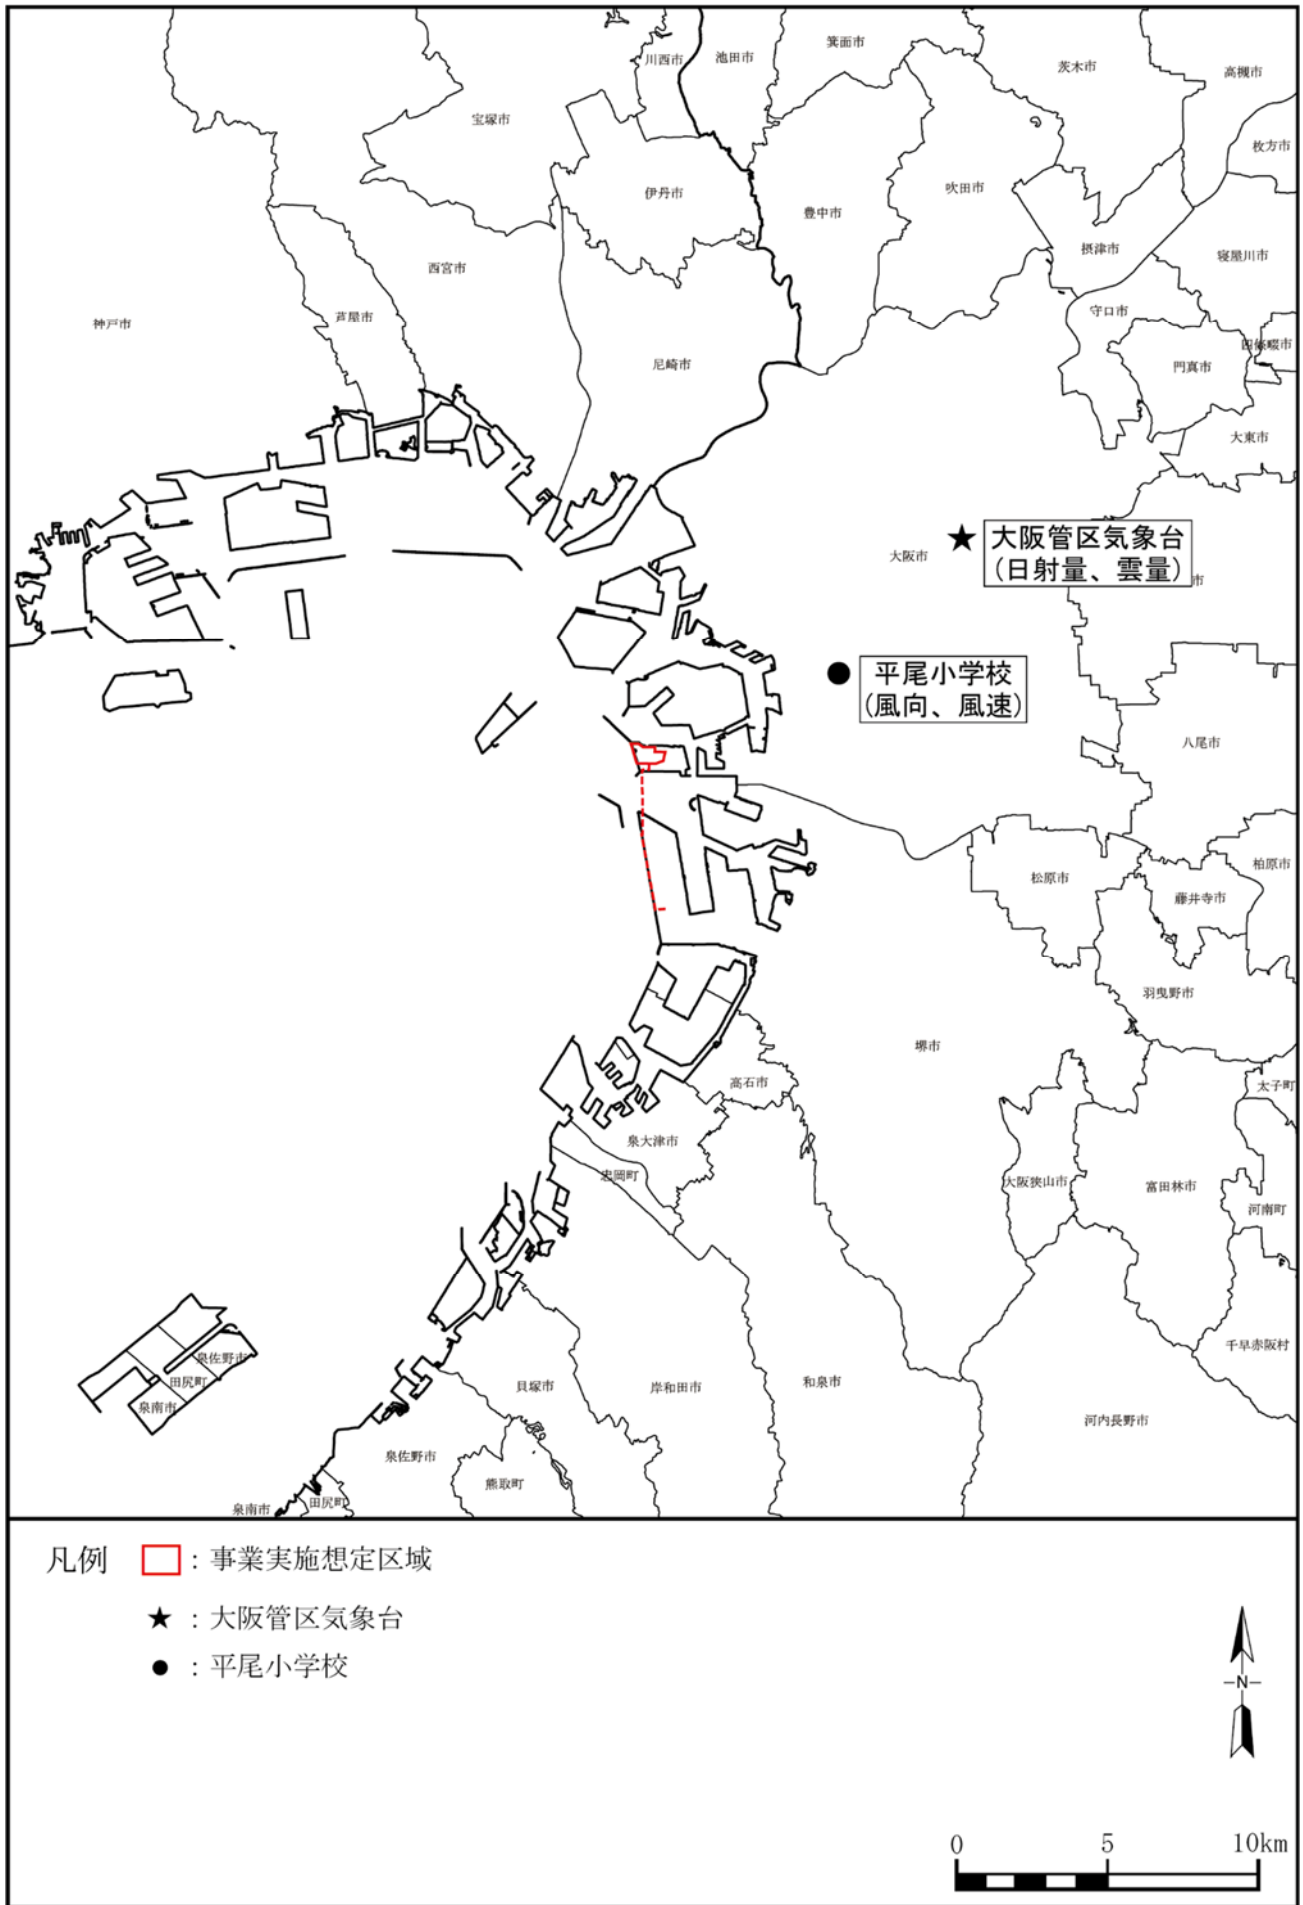 川西市
池田市
箕面市
茨木市
高槻市
宝塚市
枚方市
伊丹市
豊中市
吹田市
摂津市
寝屋川市
西宮市
神戸市
芦屋市
守口市
四條畷市
尼崎市
門真市
大東市
大阪市
大阪管区気象台
(日射量、雲量)
市
平尾小学校
(風向、風速)
八尾市
松原市
柏原市
藤井寺市
羽曳野市
堺市
高石市
太子町
泉大津市
忠岡町
大阪狭山市
富田林市
河南町
千早赤阪村
泉佐野市
田尻町
泉南市
貝塚市
岸和田市
和泉市
河内長野市
泉佐野市
熊取町
泉南市
田尻町
凡例
:事業実施想定区域
★:大阪管区気象台
●:平尾小学校
N
0 5 10km